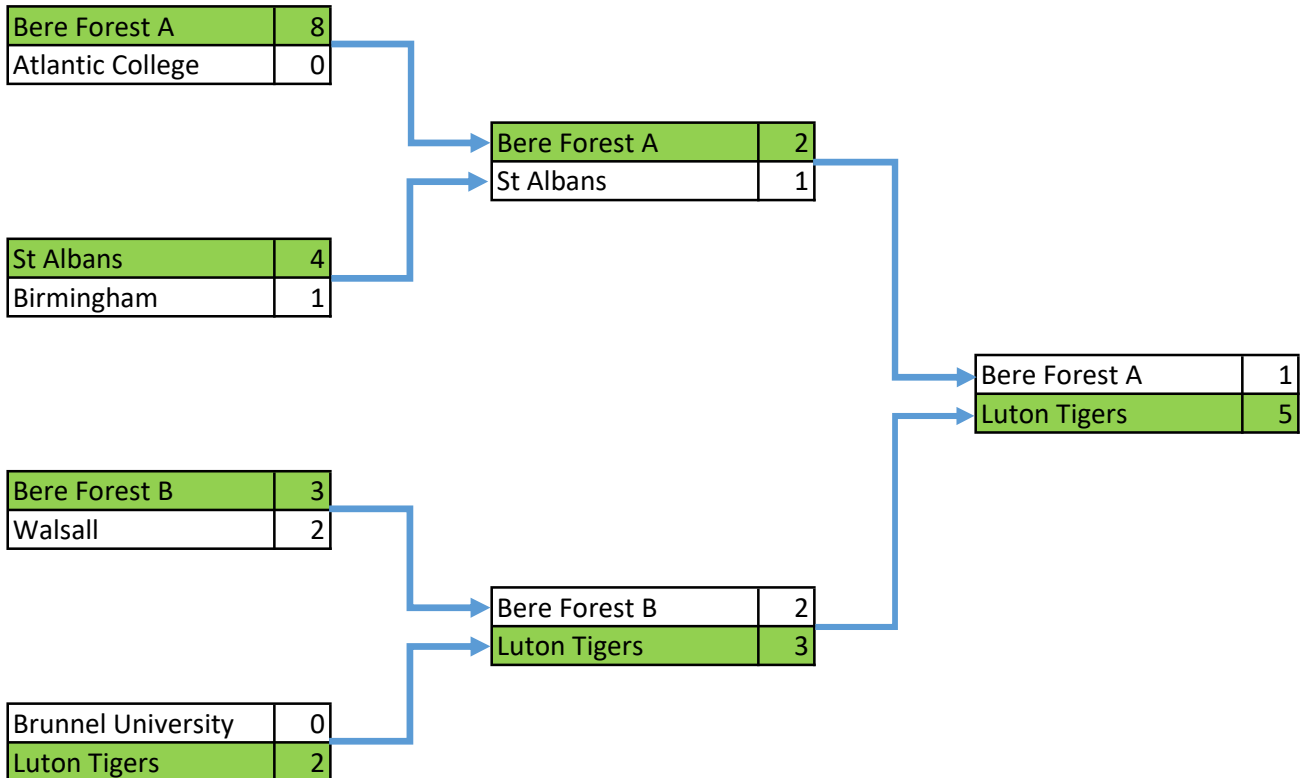 Bere Forest A 8
Atlantic College 0
Bere Forest A 2
St Albans 1
St Albans 4
Birmingham 1
Bere Forest A 1
Luton Tigers 5
Bere Forest B 3
Walsall 2
Bere Forest B 2
Luton Tigers 3
Brunnel University 0
Luton Tigers 2